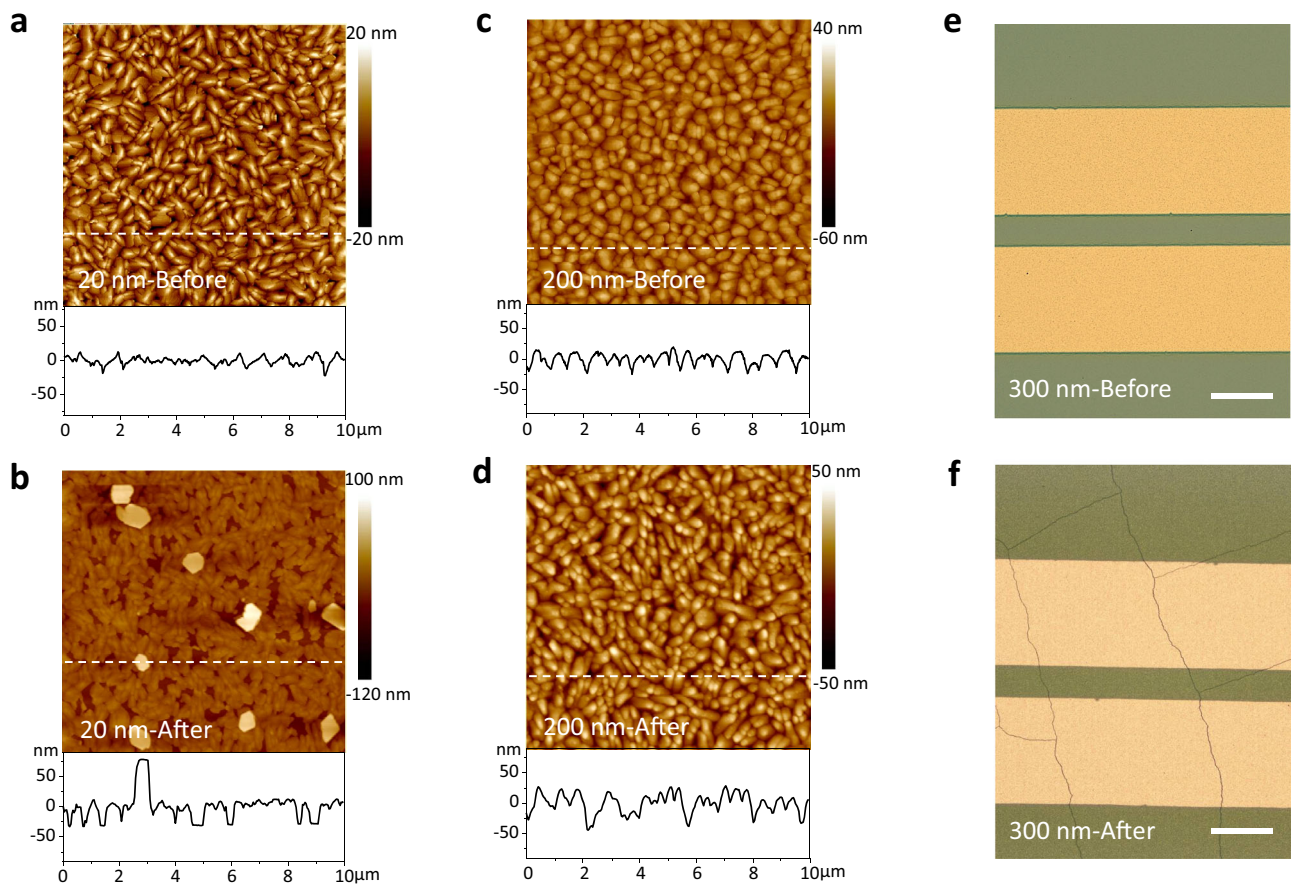 a
20 nm
-20 nm
20 nm-Before
nm
50
0
-50
0 2 4 6 8 10μm
c
40 nm
-60 nm
200 nm-Before
nm
50
0
-50
0 2 4 6 8 10μm
e
300 nm-Before
b
100 nm
-120 nm
20 nm-After
nm
50
0
-50
0 2 4 6 8 10μm
d
50 nm
-50 nm
200 nm-After
nm
50
0
-50
0 2 4 6 8 10μm
f
300 nm-After